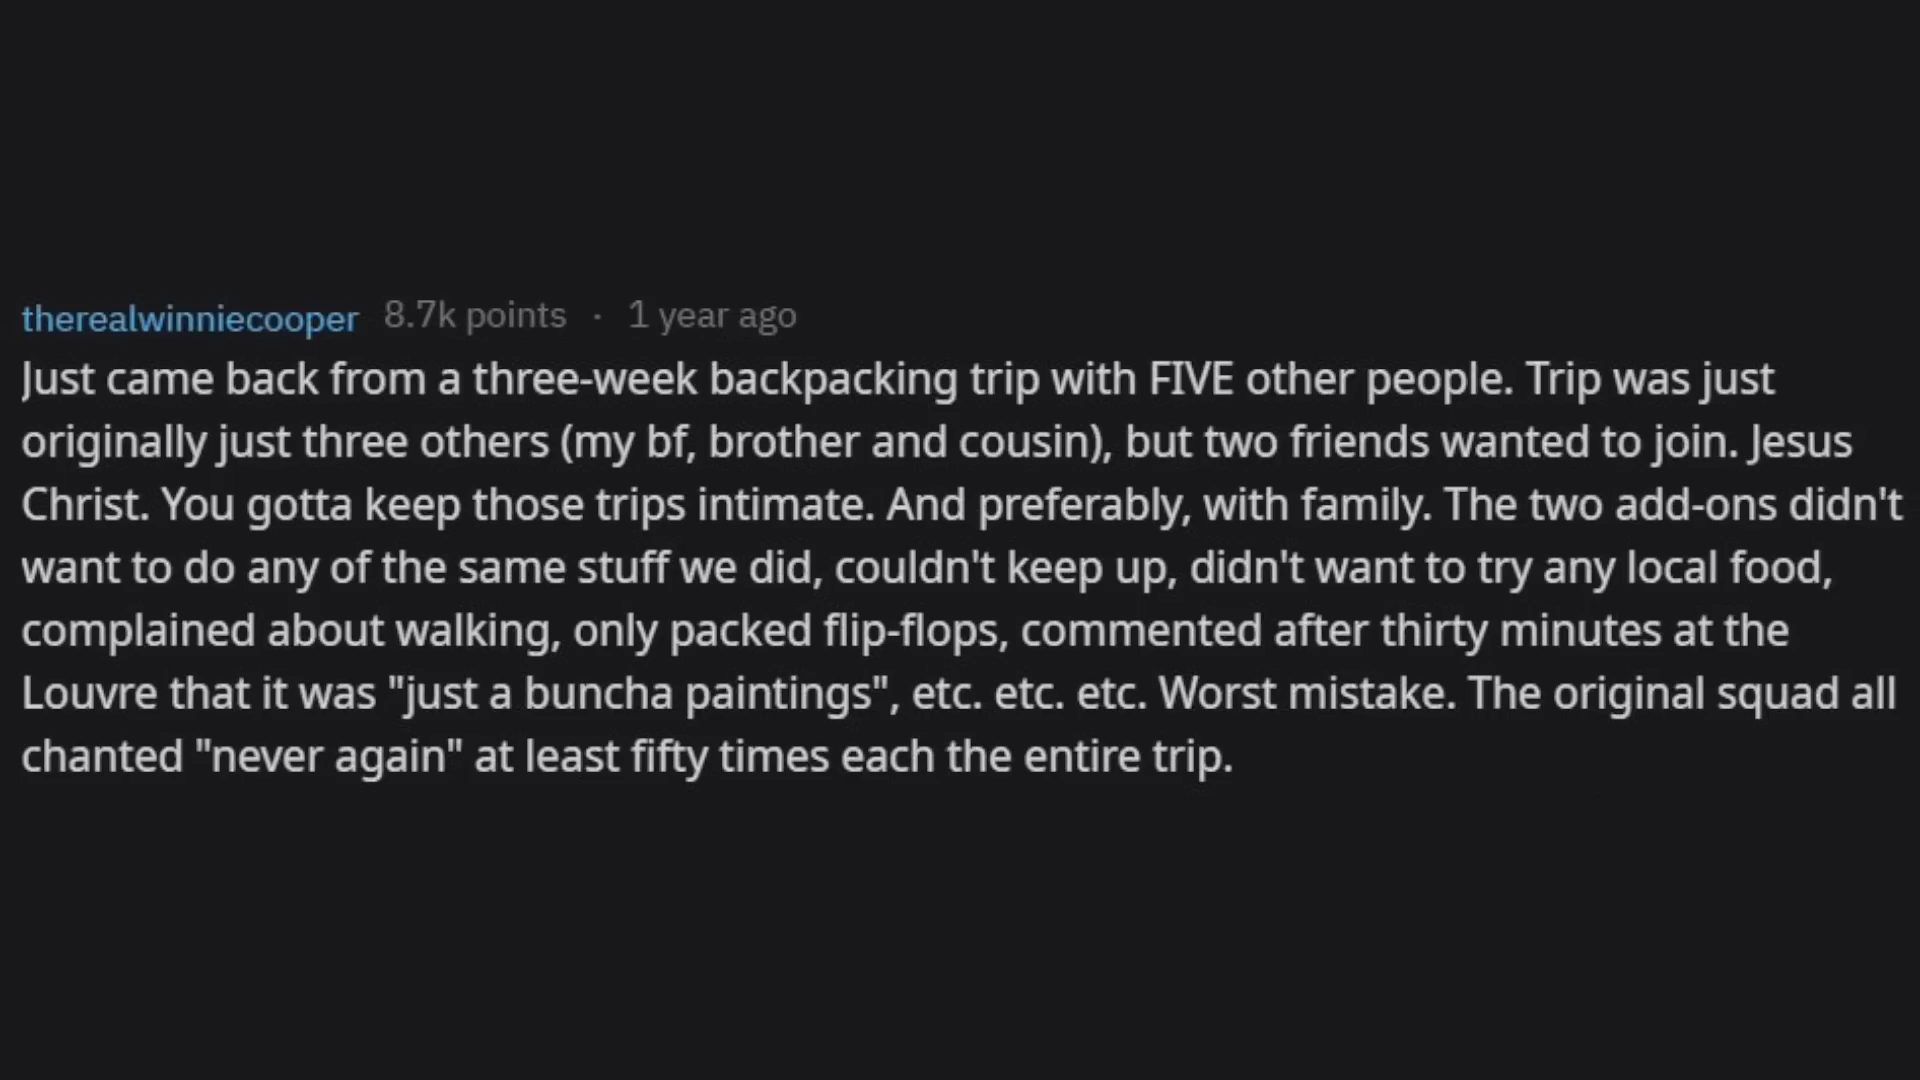 therealwinniecooper 8.7k points · 1 year ago
Just came back from a three-week backpacking trip with FIVE other people. Trip was just
originally just three others (my bf, brother and cousin), but two friends wanted to join. Jesus
Christ. You gotta keep those trips intimate. And preferably, with family. The two add-ons didn't
want to do any of the same stuff we did, couldn't keep up, didn't want to try any local food,
complained about walking, only packed flip-flops, commented after thirty minutes at the
Louvre that it was "just a buncha paintings", etc. etc. etc. Worst mistake. The original squad all
chanted "never again" at least fifty times each the entire trip.